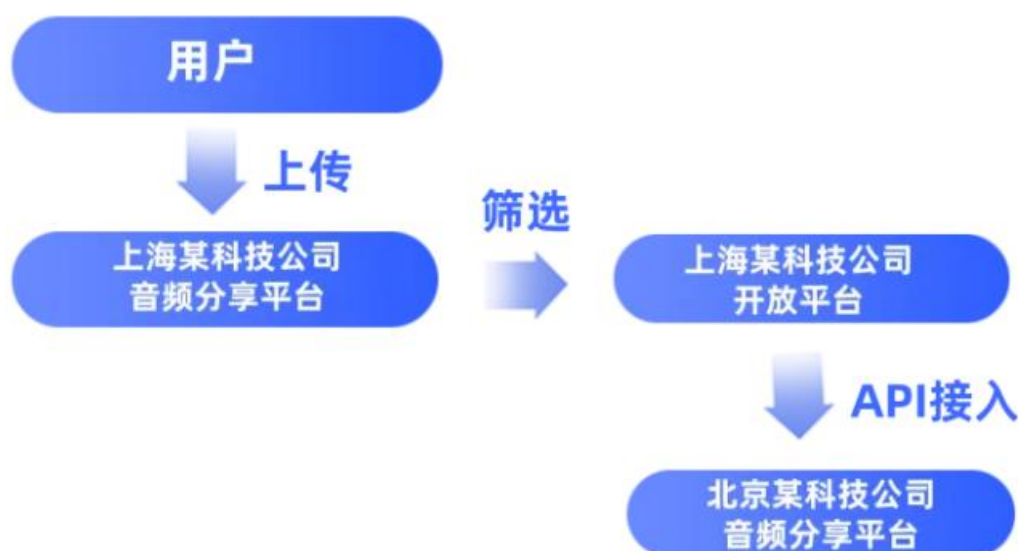 用户
上传
筛选
上海某科技公司
音频分享平台
上海某科技公司
开放平台
API接入
北京某科技公司
音频分享平台